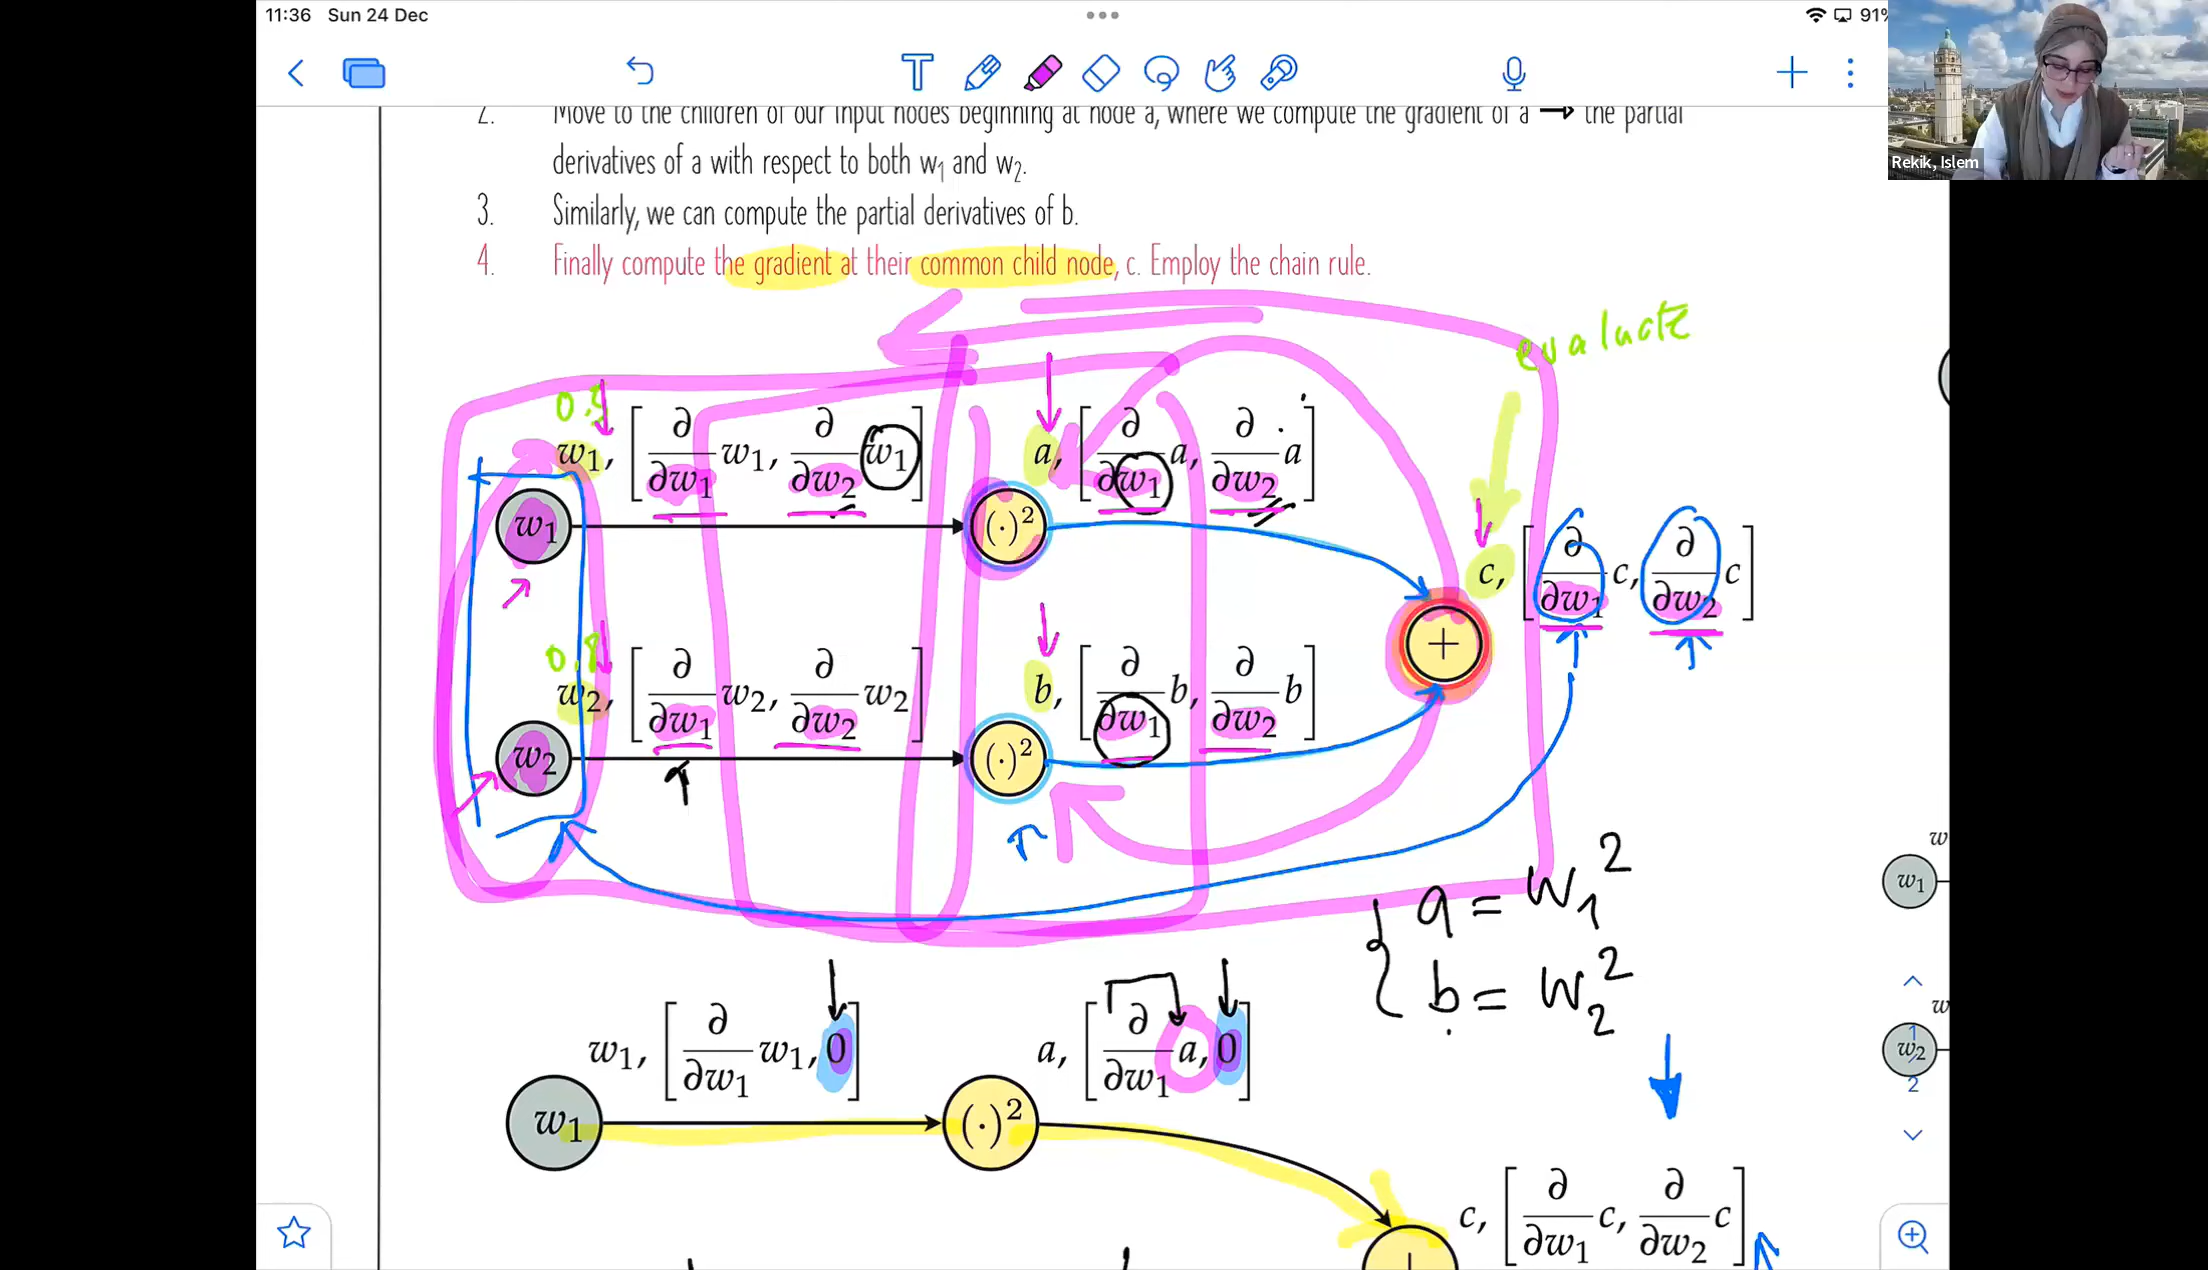 11:36 Sun 24 Dec
91%
Rekik, Islem
2. Move to the children of our input nodes beginning at node a, where we compute the gradient of a → the partial
derivatives of a with respect to both w₁ and w₂.
3. Similarly, we can compute the partial derivatives of b.
4. Finally compute the gradient at their common child node, c. Employ the chain rule.
evaluate
0.5
w₁, [∂/∂w₁ w₁, ∂/∂w₂ w₁]
a, [∂/∂w₁ a, ∂/∂w₂ a]
w₁
(·)²
c, [∂/∂w₁ c, ∂/∂w₂ c]
+
0.8
w₂, [∂/∂w₁ w₂, ∂/∂w₂ w₂]
b, [∂/∂w₁ b, ∂/∂w₂ b]
w₂
(·)²
a = w₁²
b = w₂²
w
w₁
w
w₂
1
2
w₁, [∂/∂w₁ w₁, 0]
a, [∂/∂w₁ a, 0]
w₁
(·)²
c, [∂/∂w₁ c, ∂/∂w₂ c]